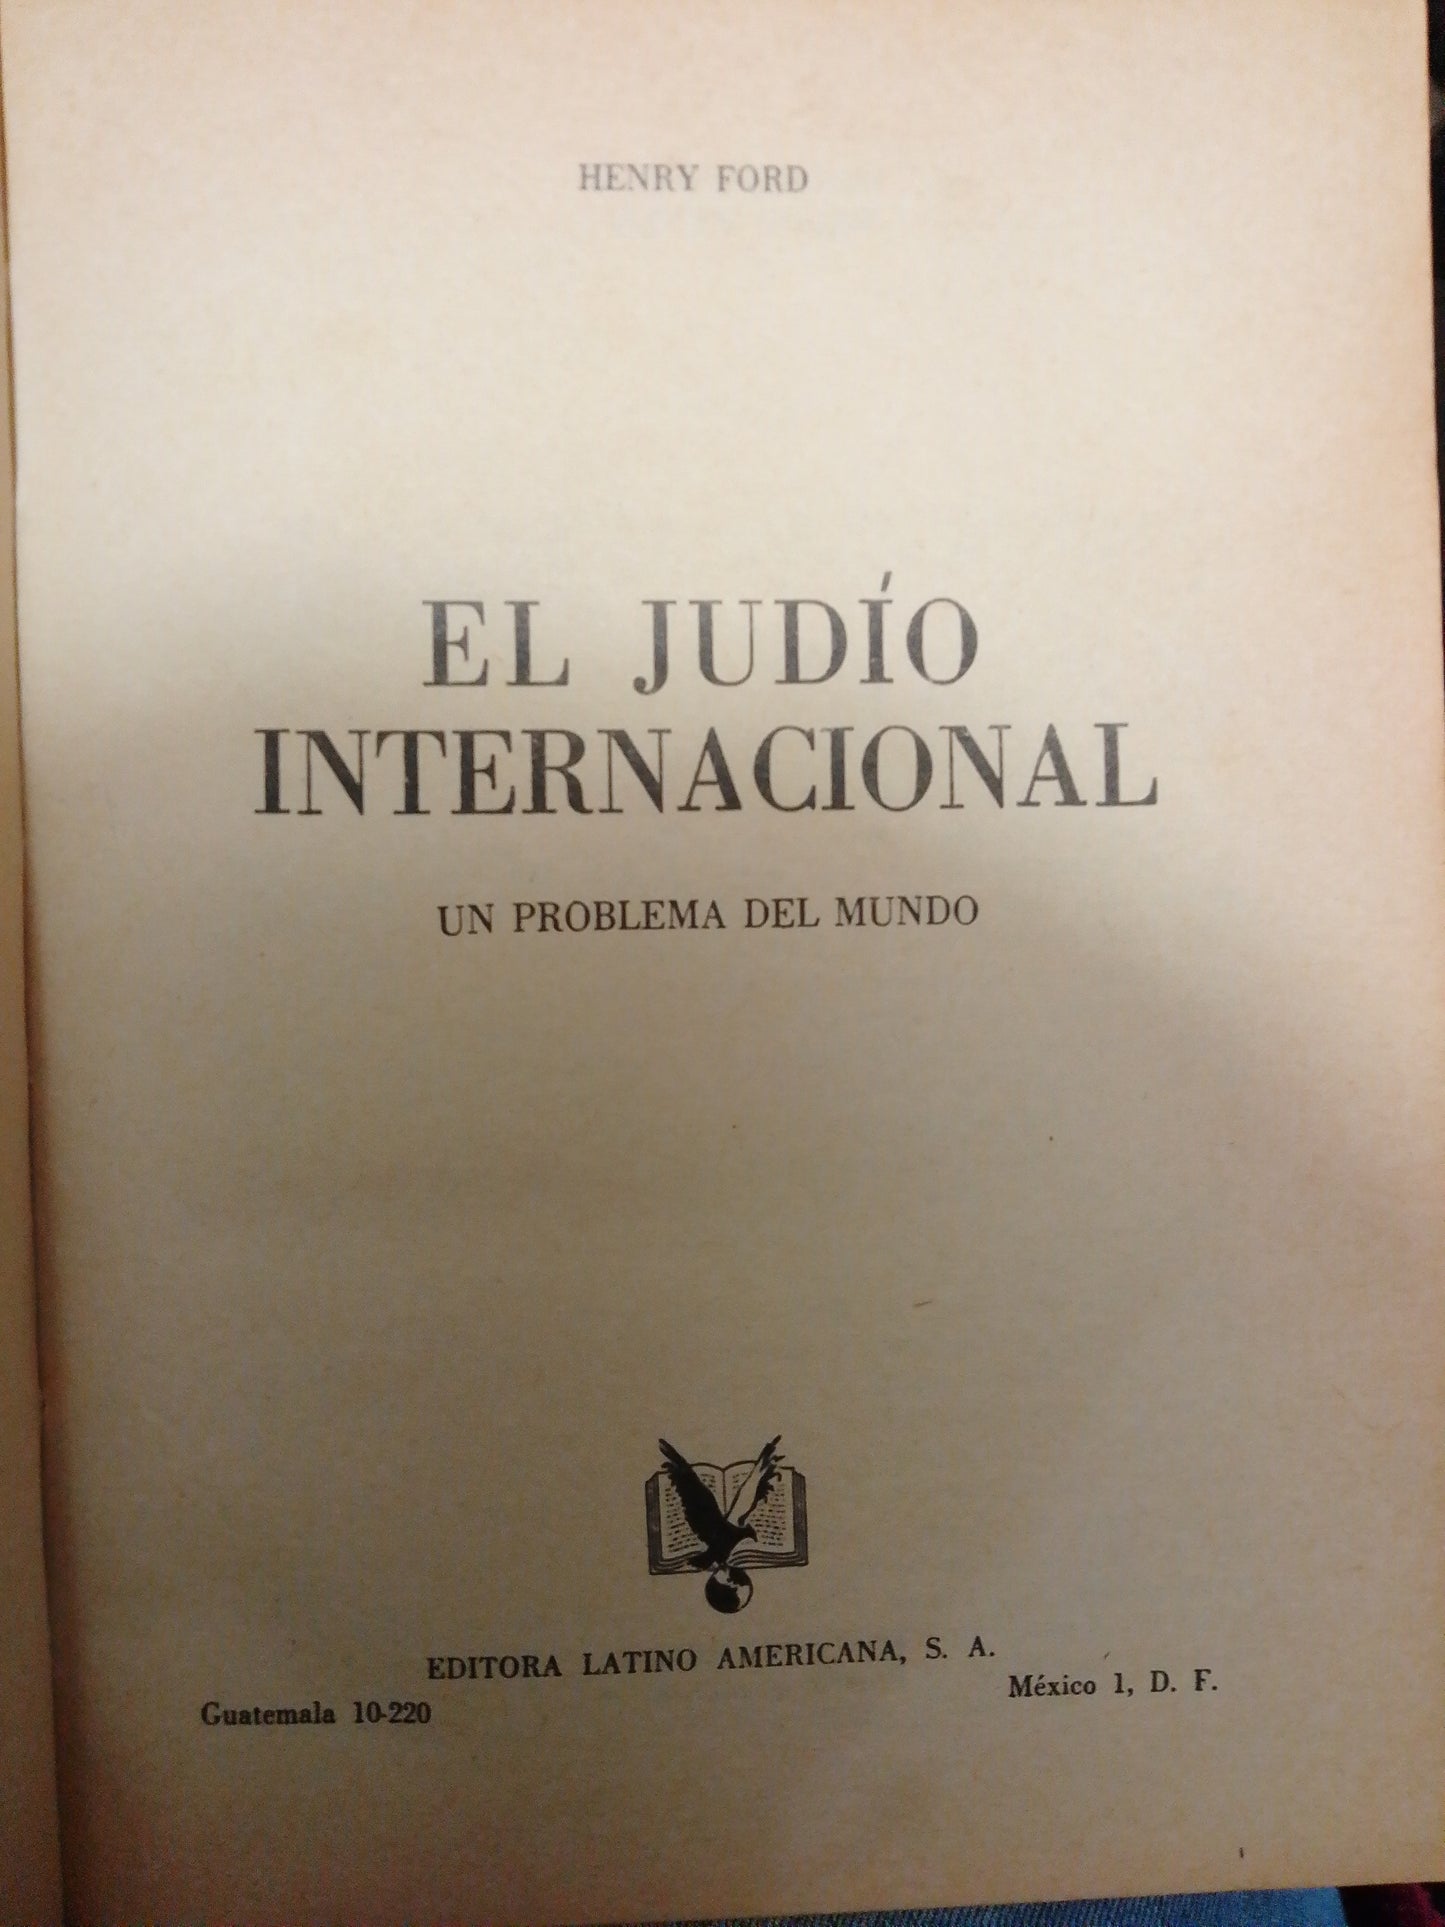 HENRY FORD
EL JUDÍO
INTERNACIONAL
UN PROBLEMA DEL MUNDO
EDITORA LATINO AMERICANA, S. A.
Guatemala 10-220 México 1, D. F.